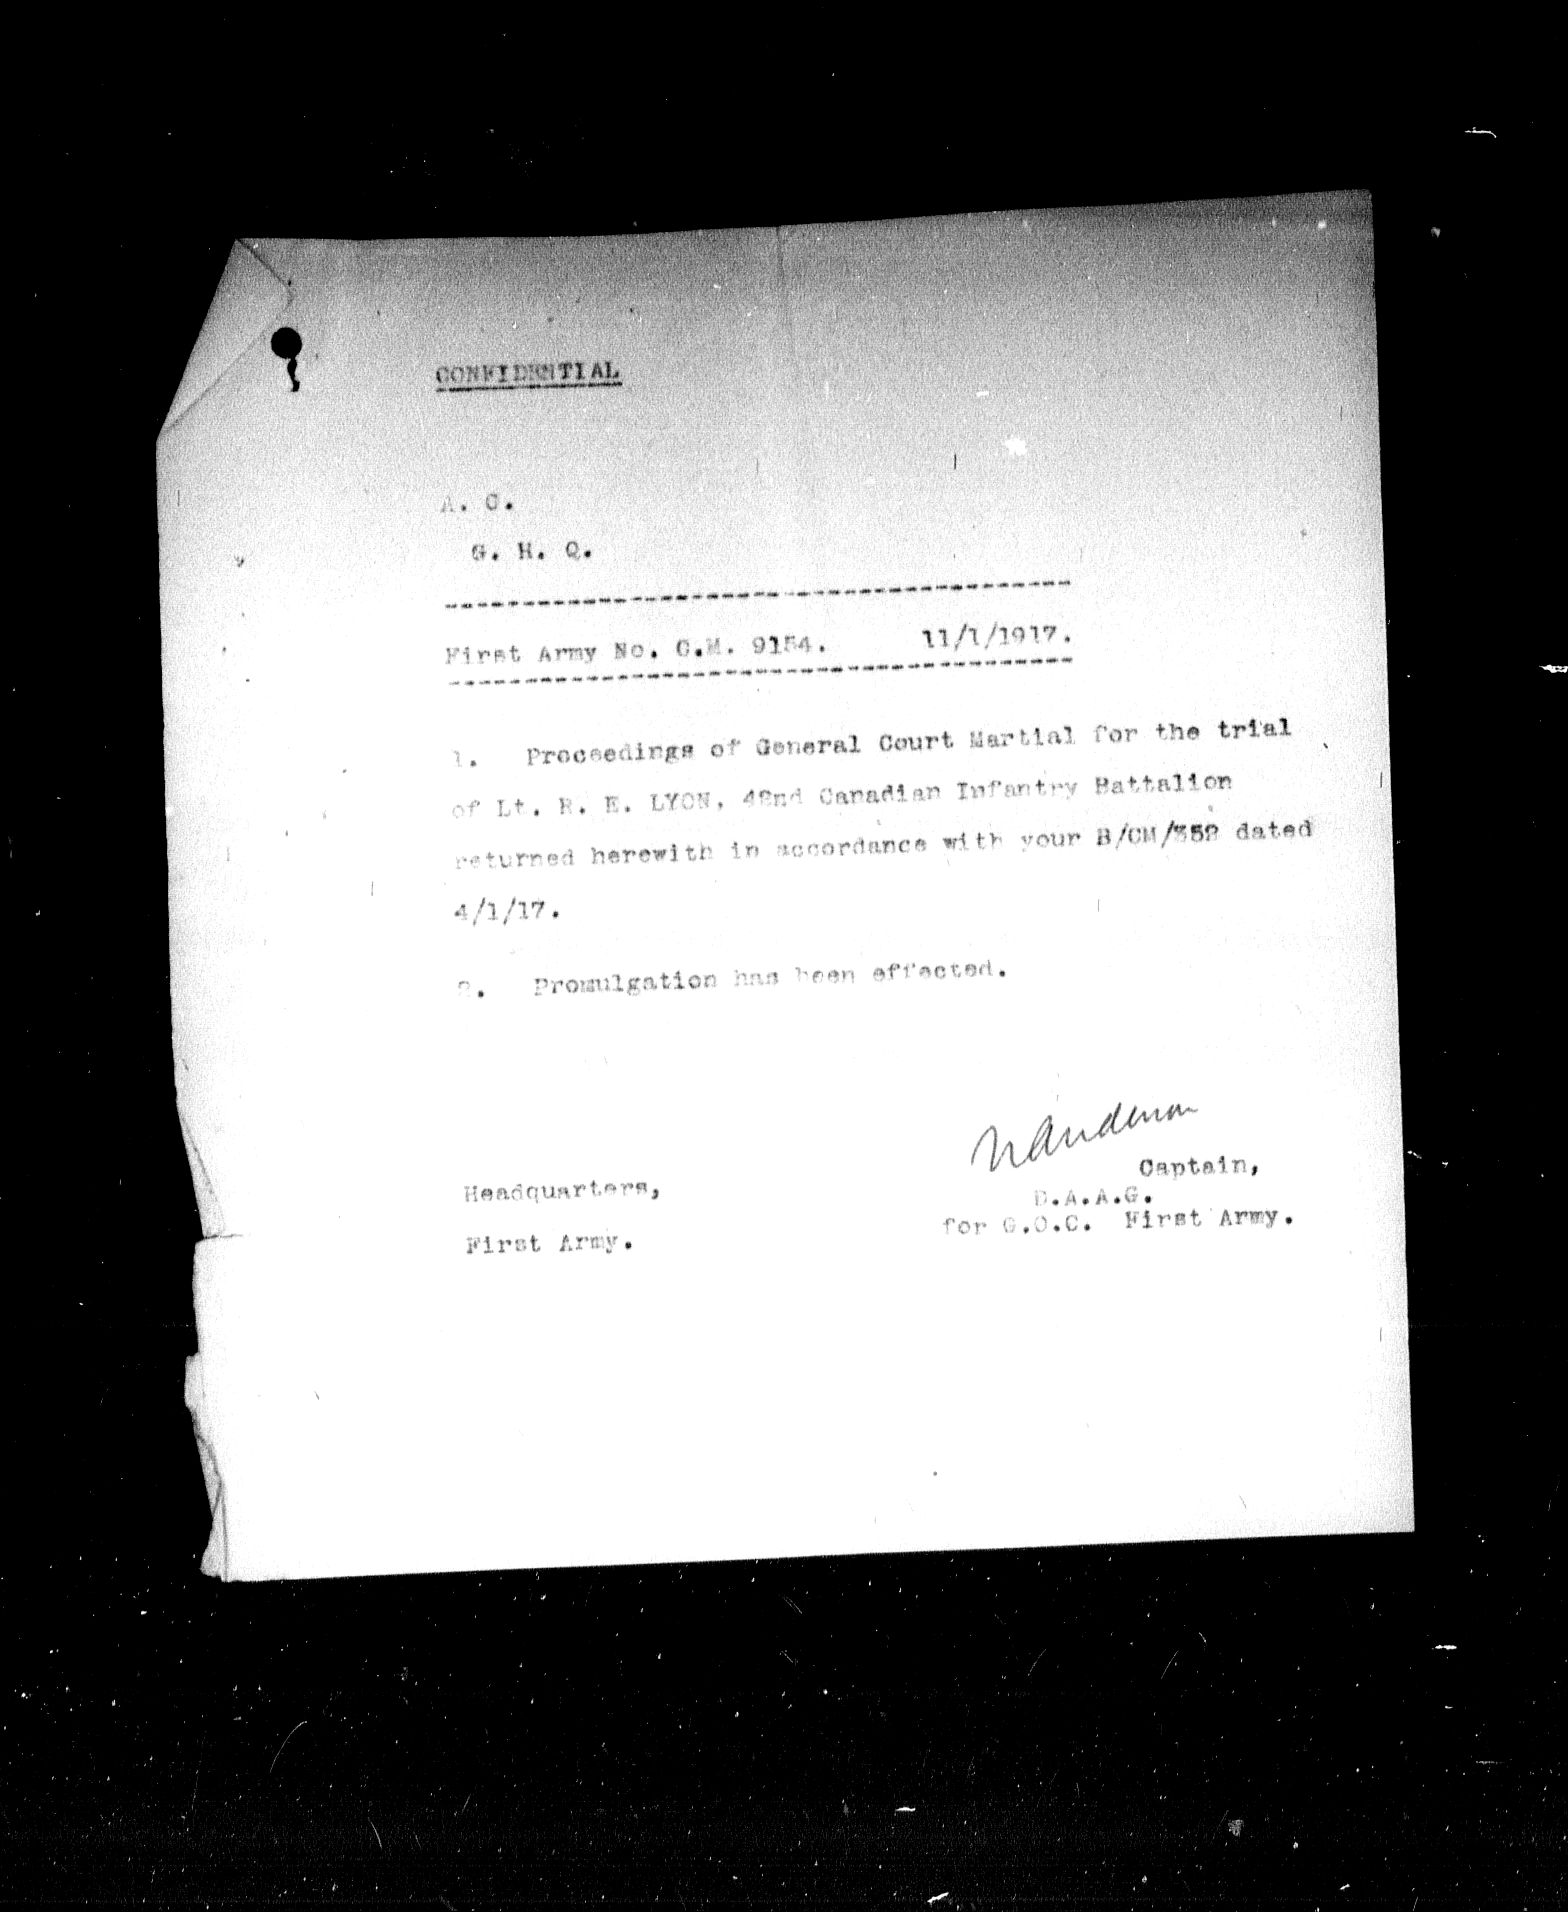 CONFIDENTIAL
A. G.
G. H. Q.
First Army No. C.M. 9154. 11/1/1917.
1. Proceedings of General Court Martial for the trial
of Lt. R. E. LYON, 42nd Canadian Infantry Battalion
returned herewith in accordance with your B/CM/352 dated
4/1/17.
2. Promulgation has been effected.
Captain,
Headquarters,
D.A.A.G.
First Army.
for G.O.C. First Army.